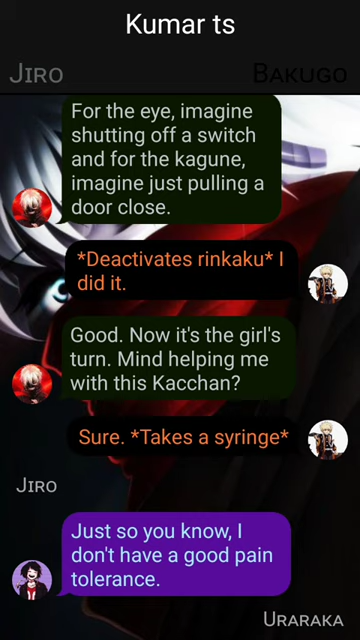 Kumar ts
Jiro
Bakugo
For the eye, imagine
shutting off a switch
and for the kagune,
imagine just pulling a
door close.
*Deactivates rinkaku* I
did it.
Good. Now it's the girl's
turn. Mind helping me
with this Kacchan?
Sure. *Takes a syringe*
Jiro
Just so you know, I
don't have a good pain
tolerance.
Uraraka